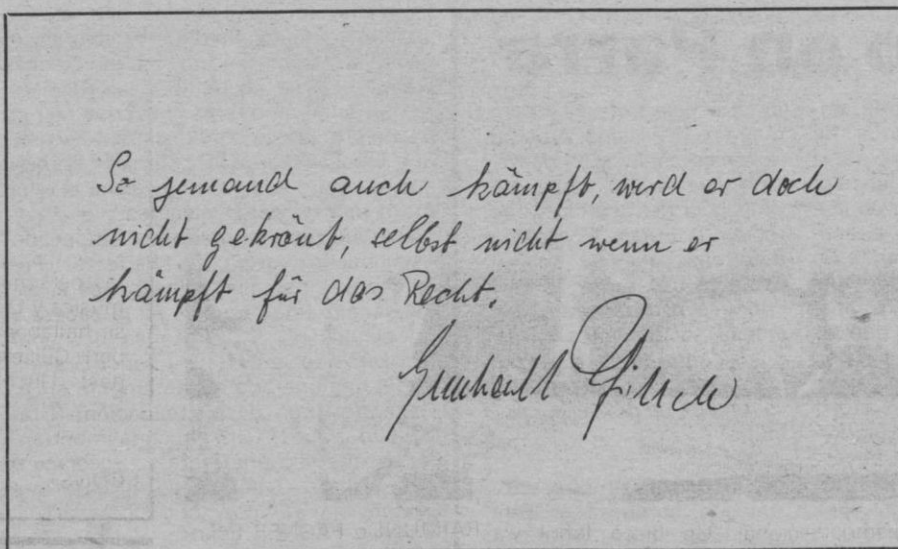 So jemand auch kämpft, wird er doch
nicht gekrönt, selbst nicht wenn er
kämpft für das Recht.